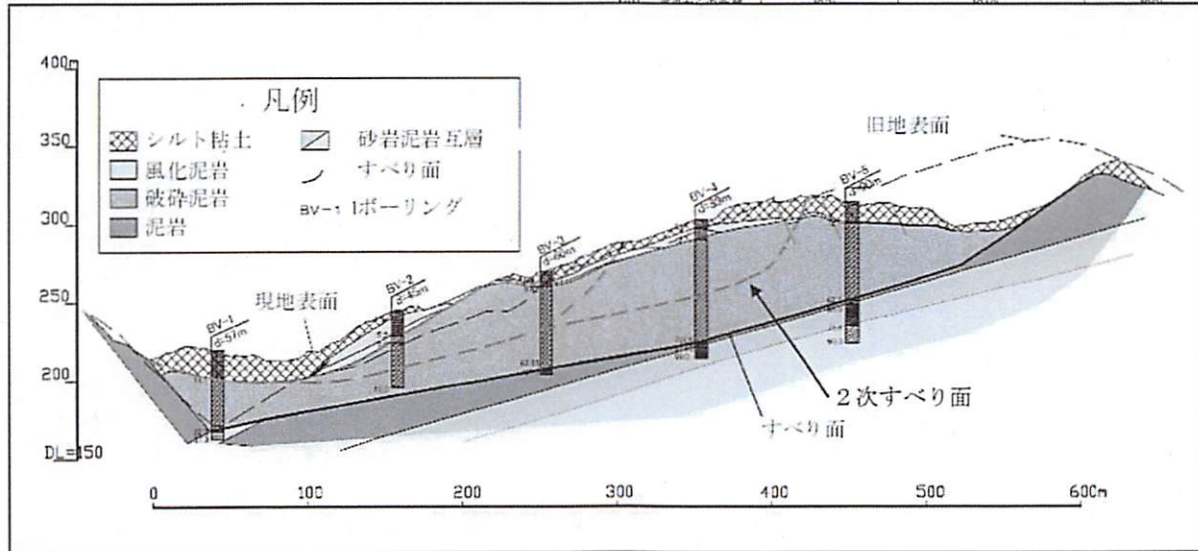 400m
350
300
250
200
DL=150
凡例
シルト粘土
風化泥岩
破砕泥岩
泥岩
砂岩泥岩互層
すべり面
BV-1 1ボーリング
旧地表面
現地表面
BV-1
d=57m
BV-2
d=45m
BV-3
BV-4
BV-5
2次すべり面
すべり面
0
100
200
300
400
500
600m